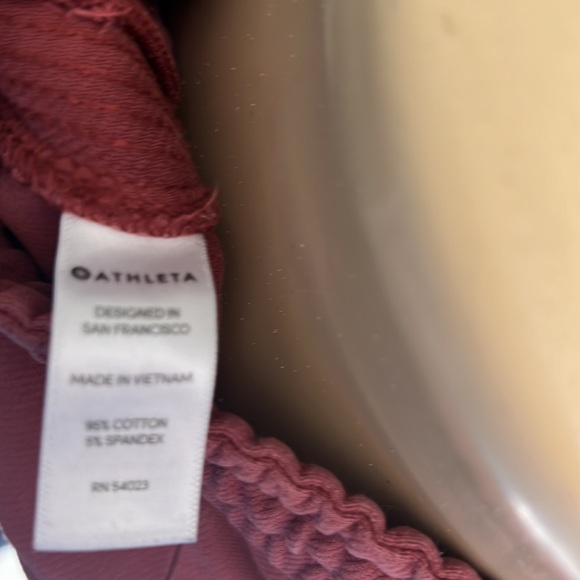 ATHLETA
DESIGNED IN
SAN FRANCISCO
MADE IN VIETNAM
95% COTTON
5% SPANDEX
RN 54023